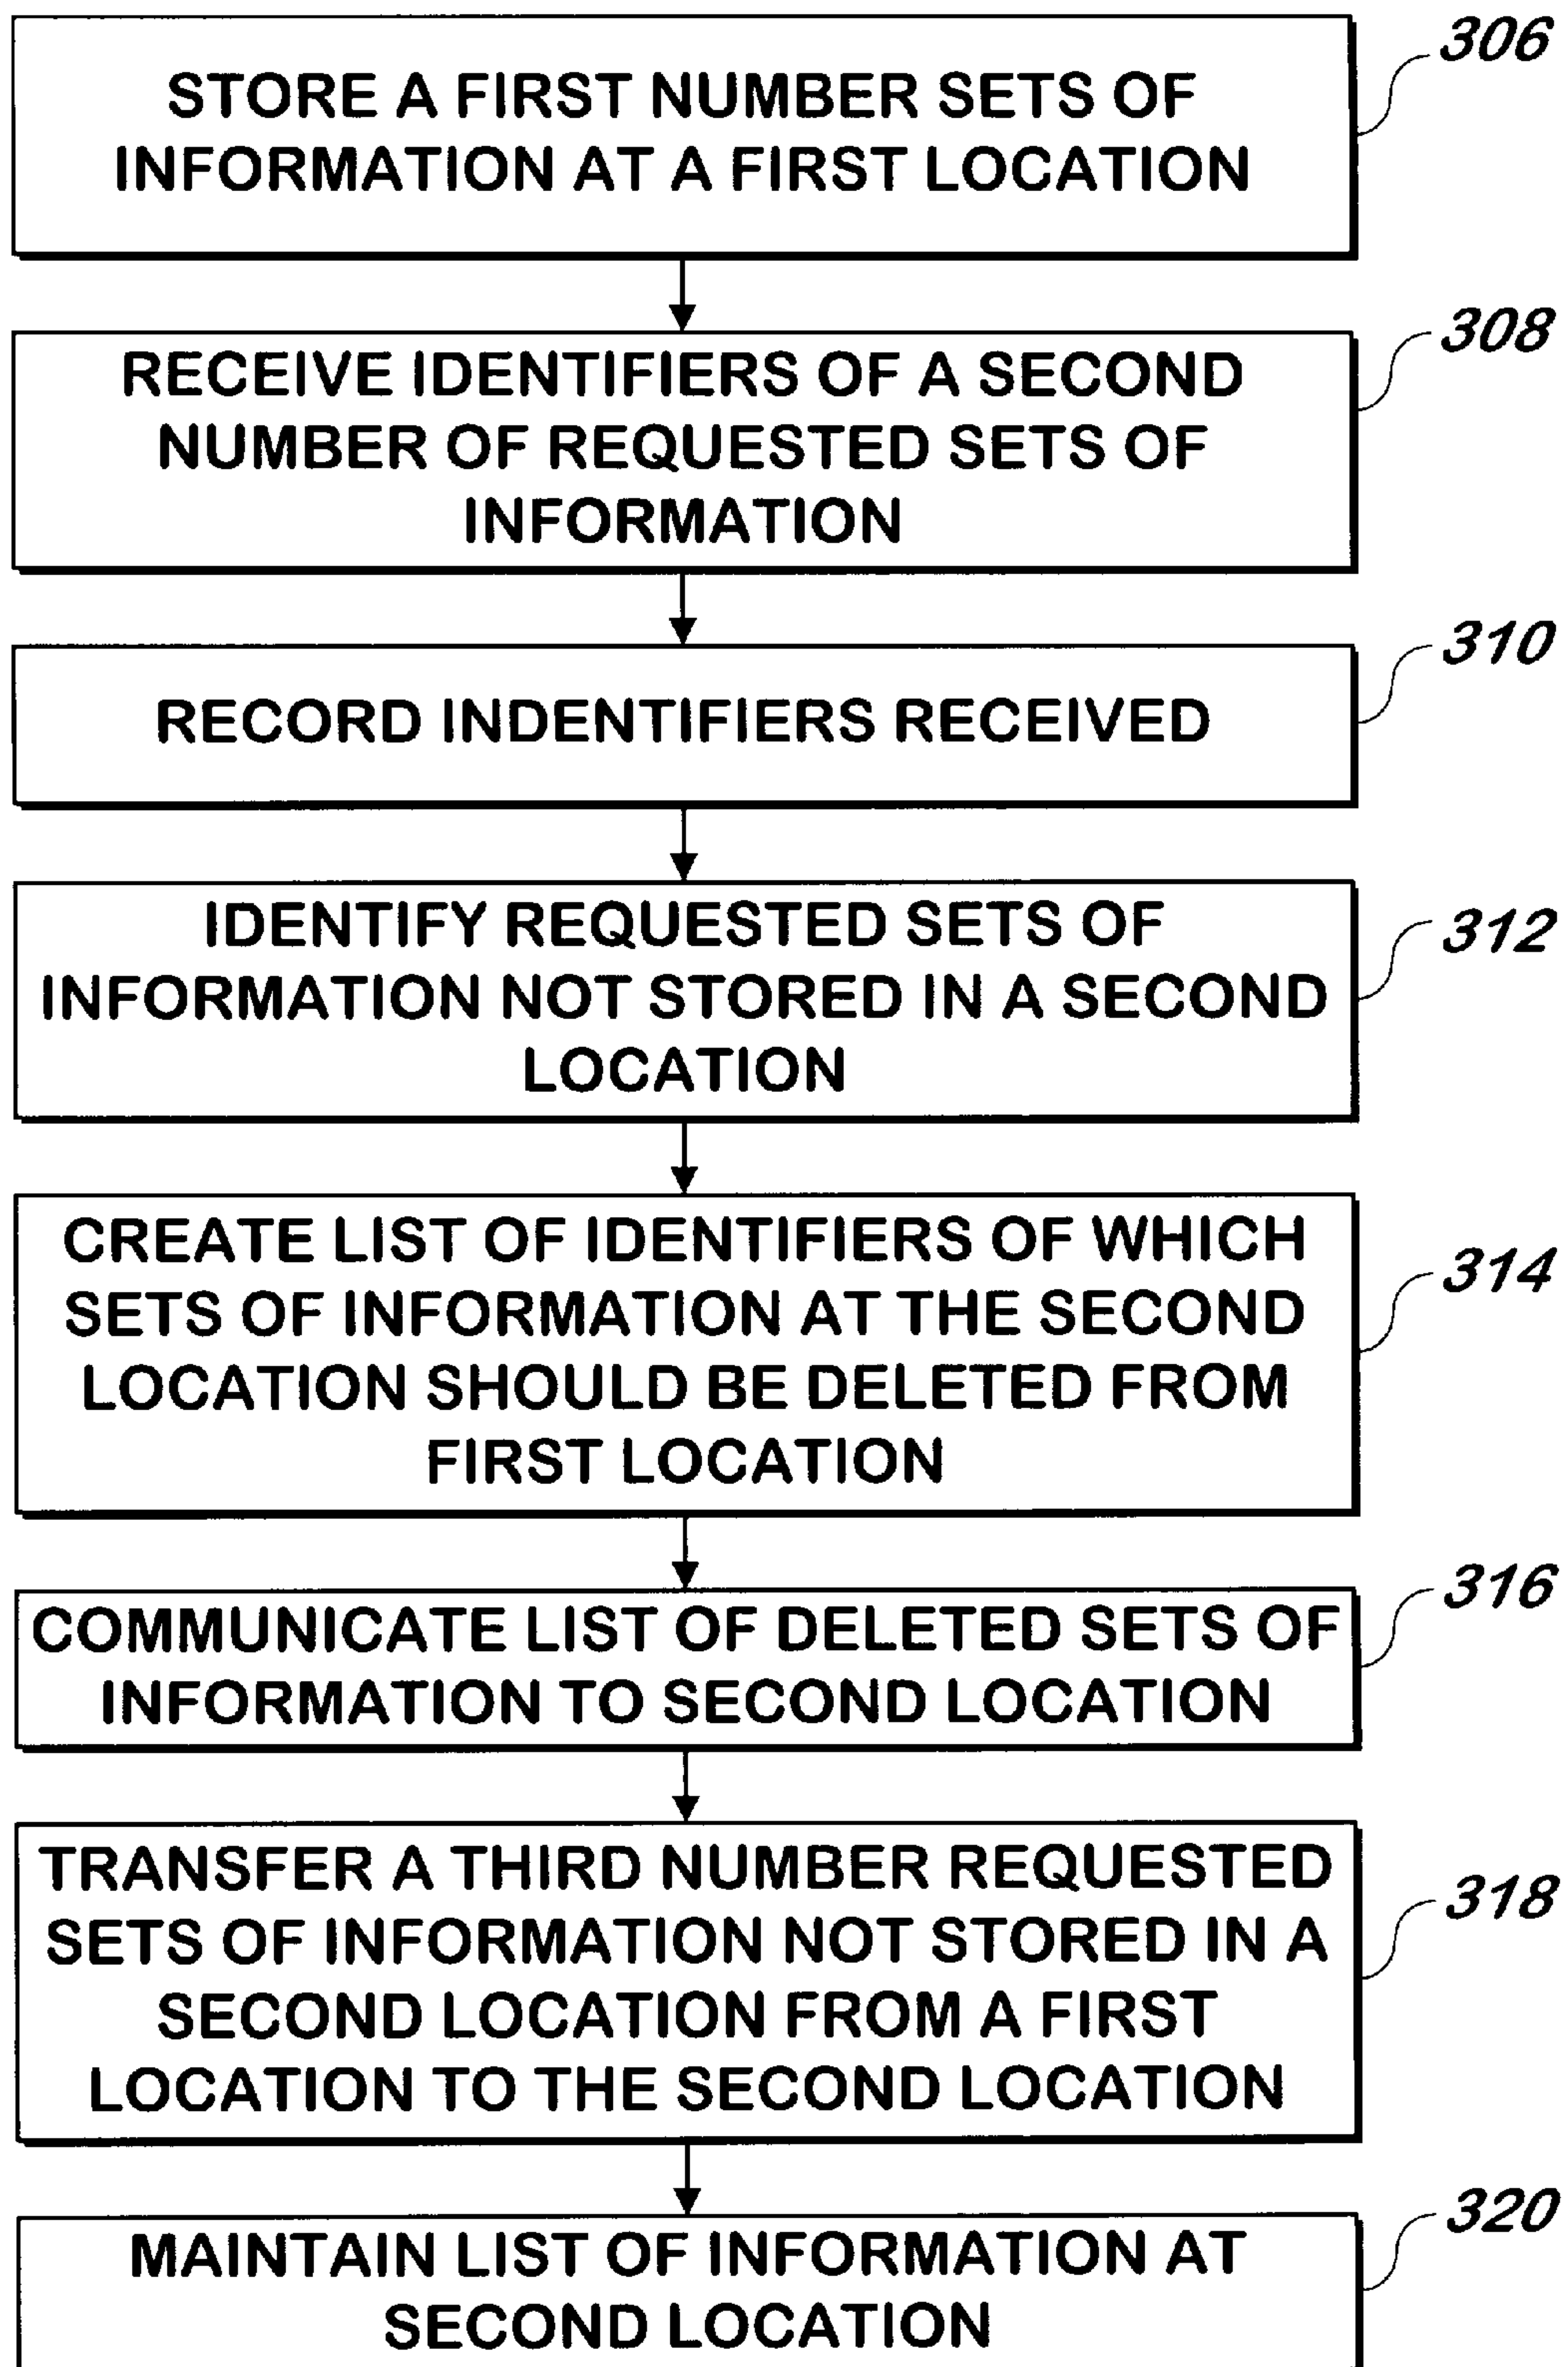 306
STORE A FIRST NUMBER SETS OF
INFORMATION AT A FIRST LOCATION
308
RECEIVE IDENTIFIERS OF A SECOND
NUMBER OF REQUESTED SETS OF
INFORMATION
310
RECORD INDENTIFIERS RECEIVED
312
IDENTIFY REQUESTED SETS OF
INFORMATION NOT STORED IN A SECOND
LOCATION
314
CREATE LIST OF IDENTIFIERS OF WHICH
SETS OF INFORMATION AT THE SECOND
LOCATION SHOULD BE DELETED FROM
FIRST LOCATION
316
COMMUNICATE LIST OF DELETED SETS OF
INFORMATION TO SECOND LOCATION
318
TRANSFER A THIRD NUMBER REQUESTED
SETS OF INFORMATION NOT STORED IN A
SECOND LOCATION FROM A FIRST
LOCATION TO THE SECOND LOCATION
320
MAINTAIN LIST OF INFORMATION AT
SECOND LOCATION